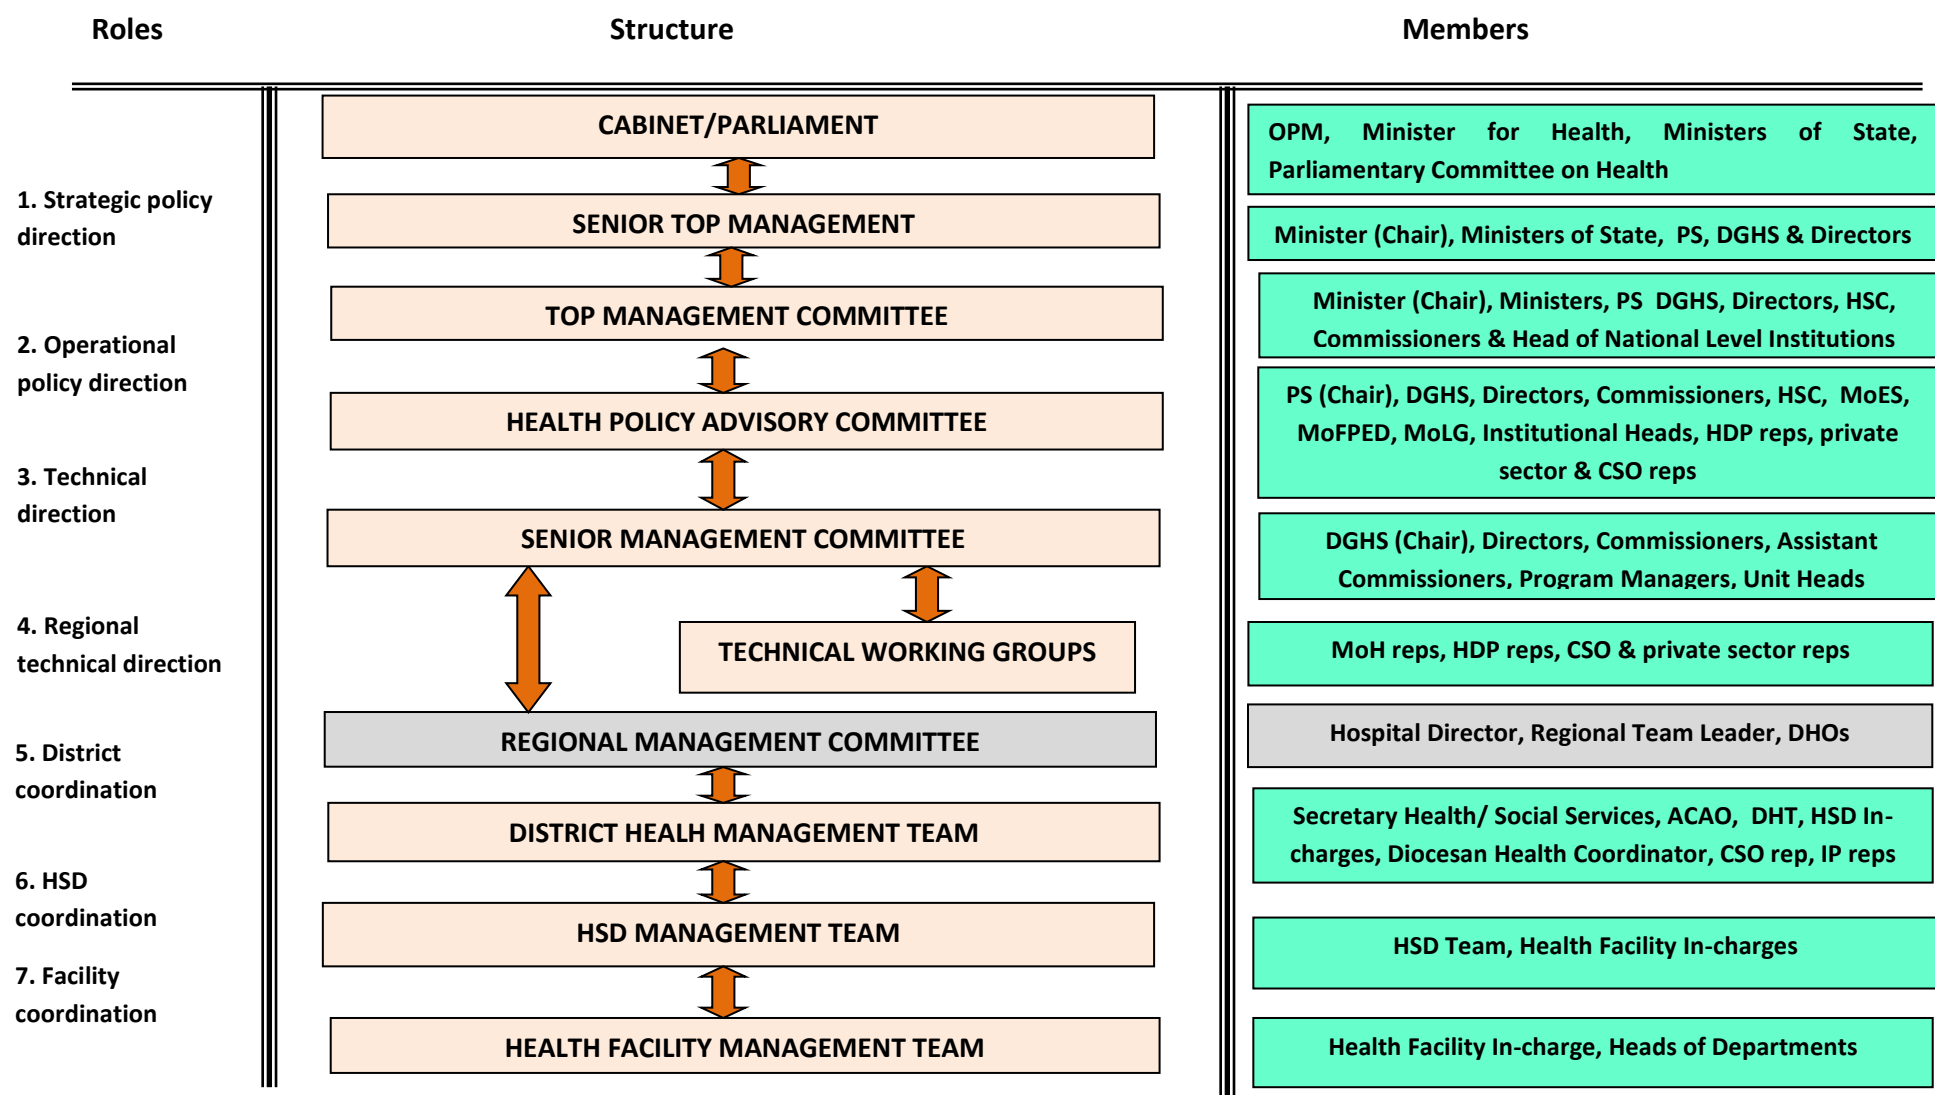 Roles
Structure
Members
CABINET/PARLIAMENT
OPM, Minister for Health, Ministers of State,
Parliamentary Committee on Health
1. Strategic policy
direction
SENIOR TOP MANAGEMENT
Minister (Chair), Ministers of State, PS, DGHS & Directors
TOP MANAGEMENT COMMITTEE
Minister (Chair), Ministers, PS DGHS, Directors, HSC,
Commissioners & Head of National Level Institutions
2. Operational
policy direction
HEALTH POLICY ADVISORY COMMITTEE
PS (Chair), DGHS, Directors, Commissioners, HSC, MoES,
MoFPED, MoLG, Institutional Heads, HDP reps, private
sector & CSO reps
3. Technical
direction
SENIOR MANAGEMENT COMMITTEE
DGHS (Chair), Directors, Commissioners, Assistant
Commissioners, Program Managers, Unit Heads
4. Regional
technical direction
TECHNICAL WORKING GROUPS
MoH reps, HDP reps, CSO & private sector reps
REGIONAL MANAGEMENT COMMITTEE
Hospital Director, Regional Team Leader, DHOs
5. District
coordination
DISTRICT HEALH MANAGEMENT TEAM
Secretary Health/ Social Services, ACAO, DHT, HSD In-
charges, Diocesan Health Coordinator, CSO rep, IP reps
6. HSD
coordination
HSD MANAGEMENT TEAM
HSD Team, Health Facility In-charges
7. Facility
coordination
HEALTH FACILITY MANAGEMENT TEAM
Health Facility In-charge, Heads of Departments